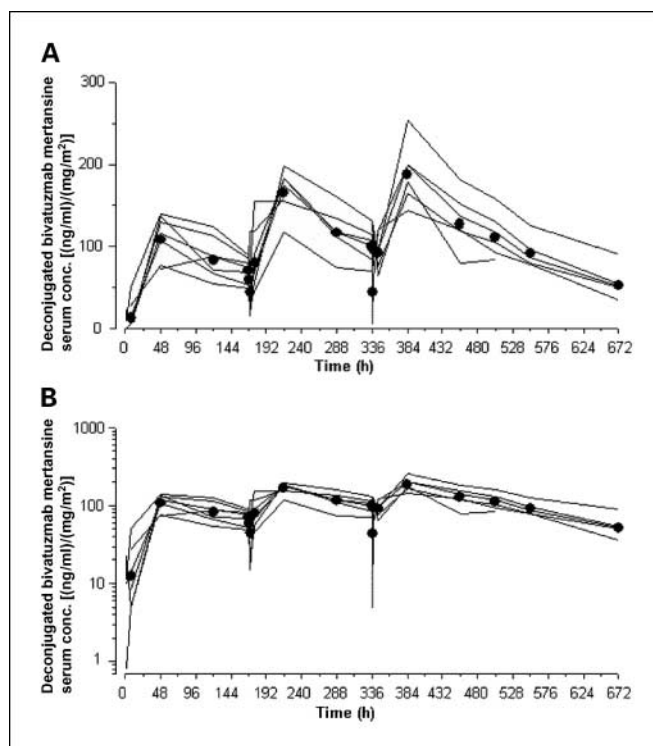 A
Deconjugated bivatuzmab mertansine
serum conc. [(ng/ml)/(mg/m²)]
300
200
100
0
0 48 96 144 192 240 288 336 384 432 480 528 576 624 672
Time (h)
B
Deconjugated bivatuzmab mertansine
serum conc. [(ng/ml)/(mg/m²)]
1000
100
10
1
0 48 96 144 192 240 288 336 384 432 480 528 576 624 672
Time (h)